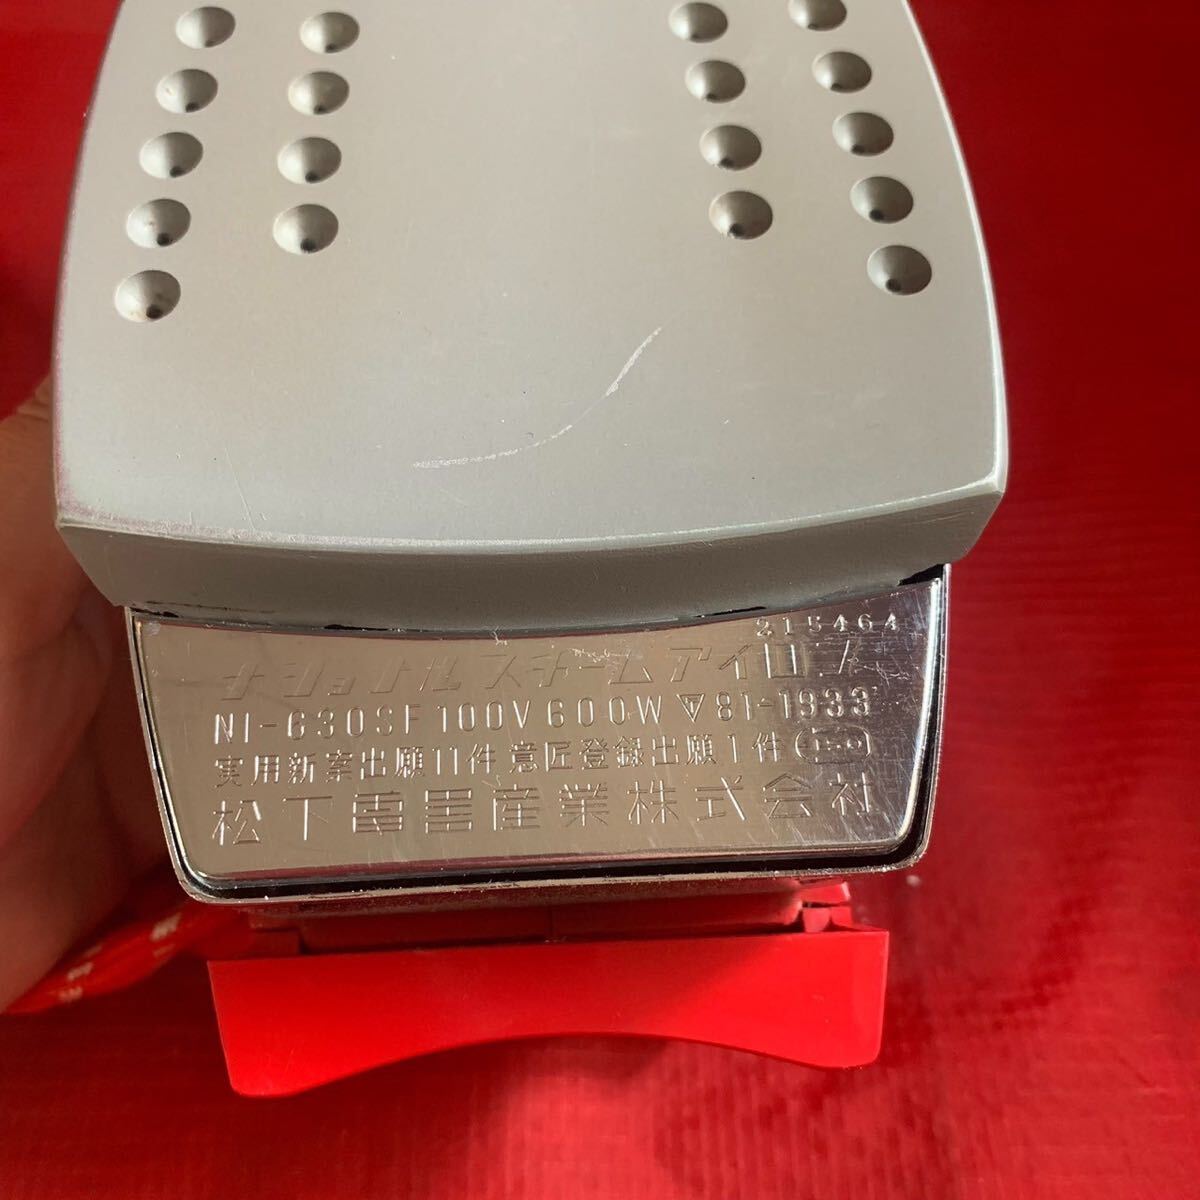 215464
ナショナルスチームアイロン
NI-630SF 100V 600W ▽T 81-1933
実用新案出願11件 意匠登録出願1件
松下電器産業株式会社